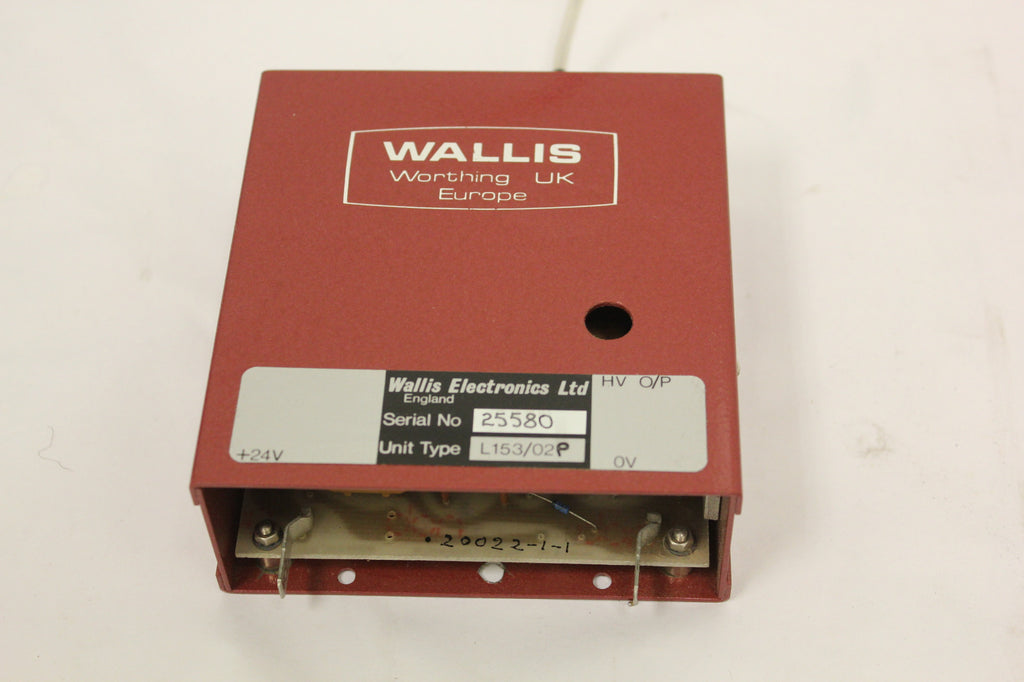 WALLIS
Worthing UK
Europe
Wallis Electronics Ltd
England
Serial No 25580
Unit Type L153/02P
HV O/P
+24V
0V
20022-1-1